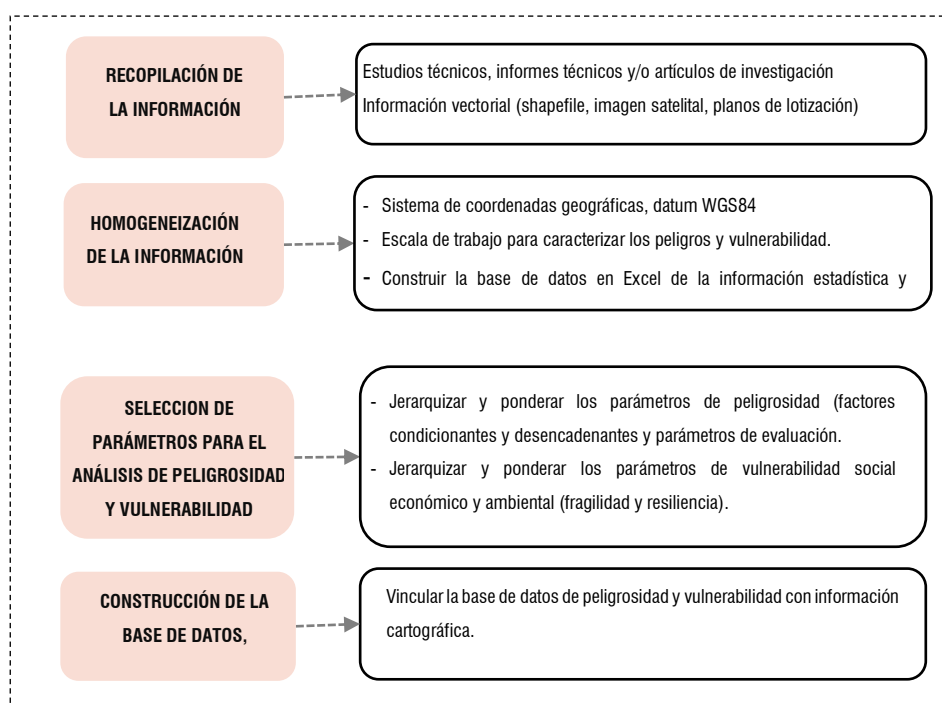 RECOPILACIÓN DE
LA INFORMACIÓN
Estudios técnicos, informes técnicos y/o artículos de investigación
Información vectorial (shapefile, imagen satelital, planos de lotización)
HOMOGENEIZACIÓN
DE LA INFORMACIÓN
- Sistema de coordenadas geográficas, datum WGS84
- Escala de trabajo para caracterizar los peligros y vulnerabilidad.
- Construir la base de datos en Excel de la información estadística y
SELECCION DE
PARÁMETROS PARA EL
ANÁLISIS DE PELIGROSIDAD
Y VULNERABILIDAD
- Jerarquizar y ponderar los parámetros de peligrosidad (factores
condicionantes y desencadenantes y parámetros de evaluación.
- Jerarquizar y ponderar los parámetros de vulnerabilidad social
económico y ambiental (fragilidad y resiliencia).
CONSTRUCCIÓN DE LA
BASE DE DATOS,
Vincular la base de datos de peligrosidad y vulnerabilidad con información
cartográfica.